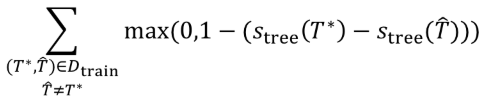 ∑ max(0,1 − (s_tree(T*) − s_tree(T̂)))
(T*,T̂)∈D_train
T̂≠T*